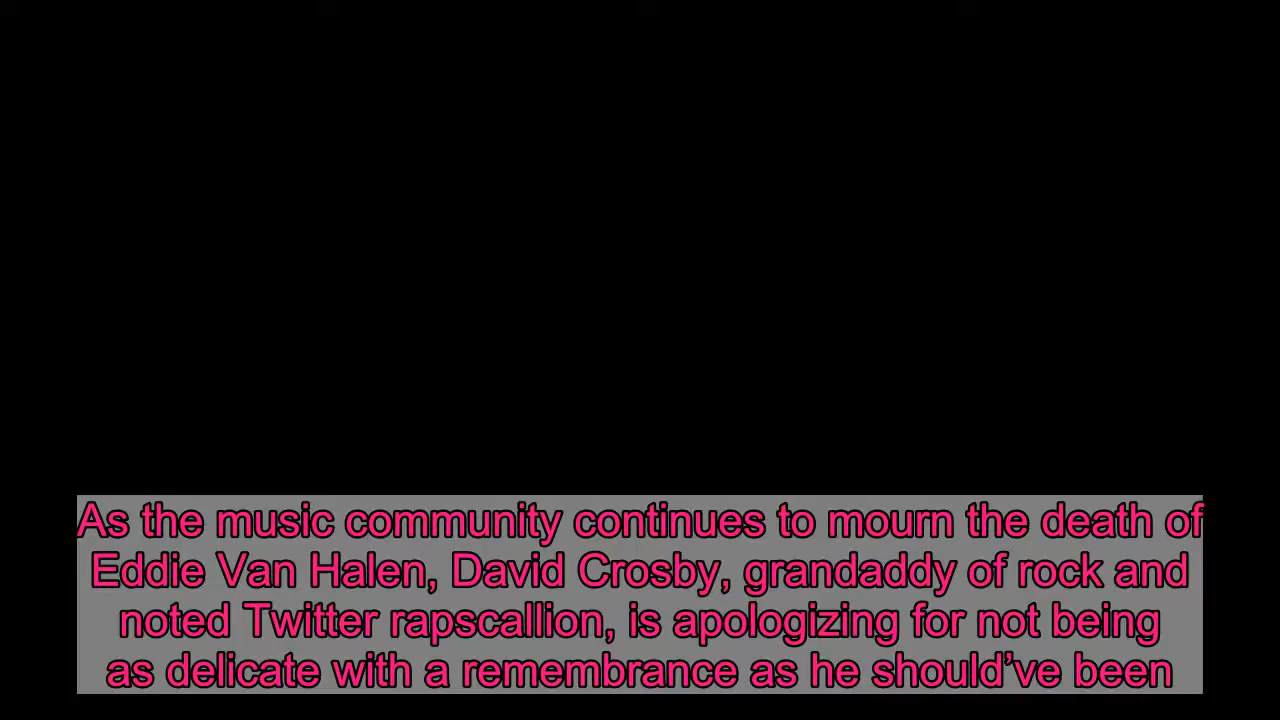 As the music community continues to mourn the death of
Eddie Van Halen, David Crosby, grandaddy of rock and
noted Twitter rapscallion, is apologizing for not being
as delicate with a remembrance as he should’ve been